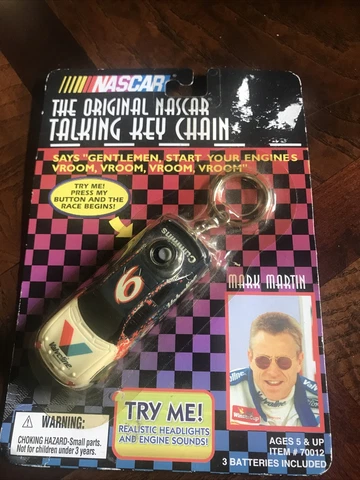 NASCAR
THE ORIGINAL NASCAR
TALKING KEY CHAIN
SAYS "GENTLEMEN, START YOUR ENGINES
VROOM, VROOM, VROOM, VROOM"
TRY ME!
PRESS MY
BUTTON AND THE
RACE BEGINS!
Cummins
6
Valvoline
MARK MARTIN
TRY ME!
REALISTIC HEADLIGHTS
AND ENGINE SOUNDS!
WARNING:
CHOKING HAZARD-Small parts.
Not for children under 3 years.
AGES 5 & UP
ITEM # 70012
3 BATTERIES INCLUDED